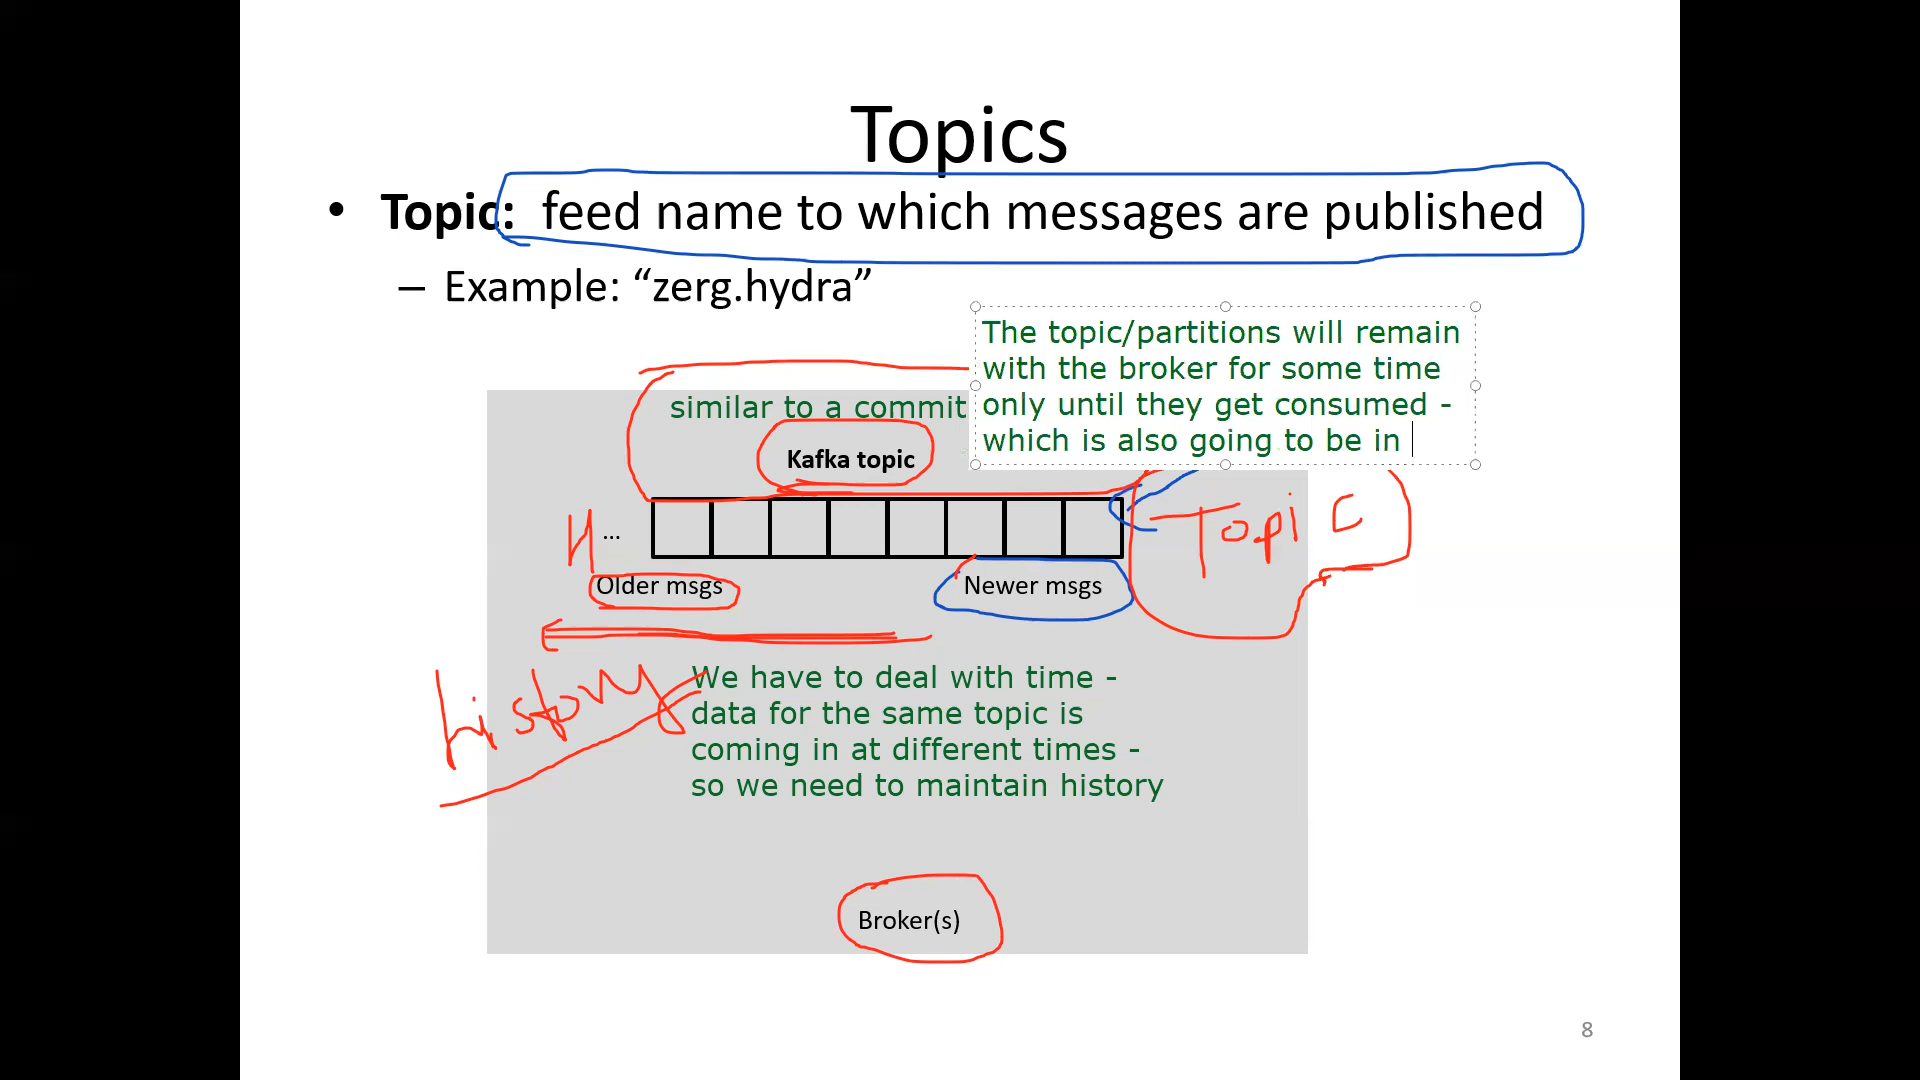 Topics
• Topic: feed name to which messages are published
– Example: “zerg.hydra”
The topic/partitions will remain
with the broker for some time
only until they get consumed -
which is also going to be in
similar to a commit
Kafka topic
...
Topic
Older msgs
Newer msgs
history
We have to deal with time -
data for the same topic is
coming in at different times -
so we need to maintain history
Broker(s)
8